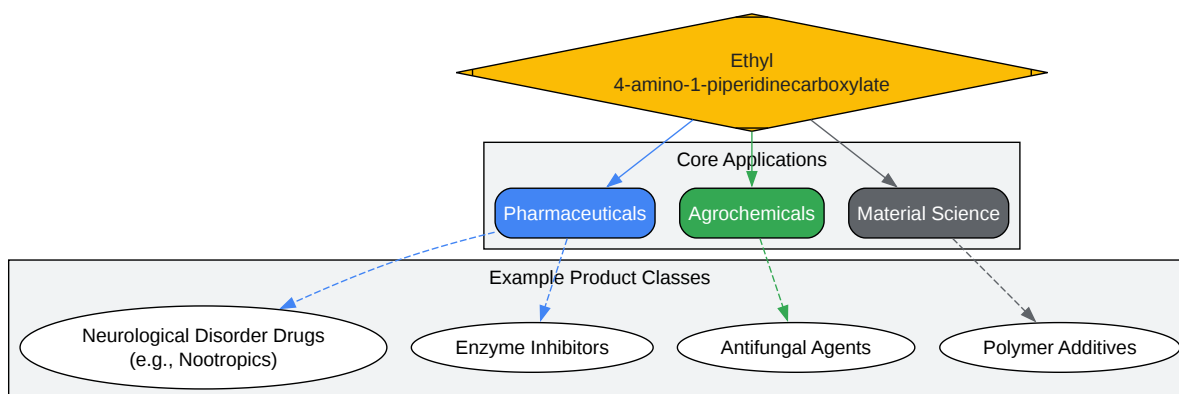 Ethyl
4-amino-1-piperidinecarboxylate
Core Applications
Pharmaceuticals
Agrochemicals
Material Science
Example Product Classes
Neurological Disorder Drugs
(e.g., Nootropics)
Enzyme Inhibitors
Antifungal Agents
Polymer Additives